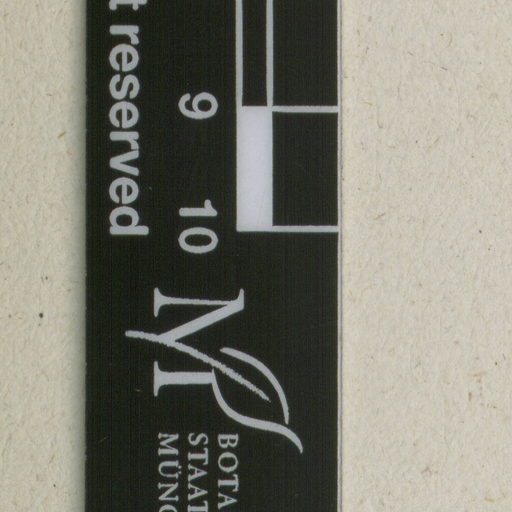 t reserved
9 10
M
BOTA
STAAT
MÜNC